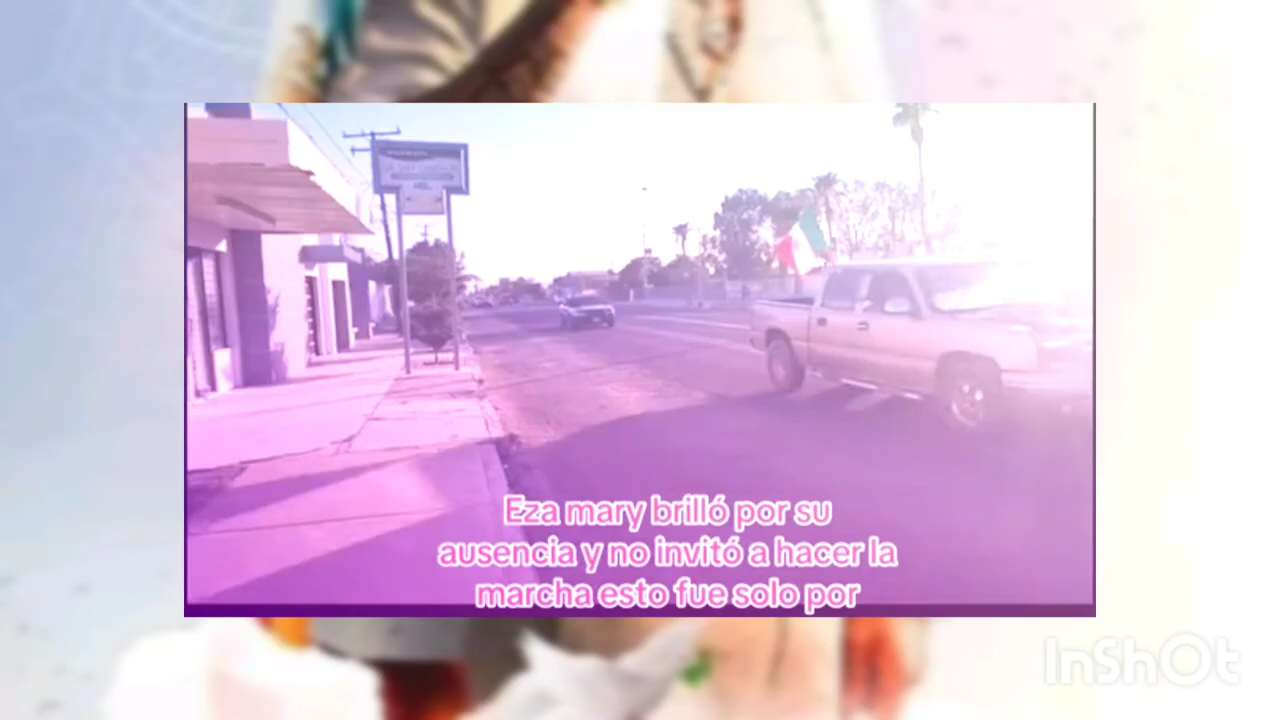 Eza mary brilló por su
ausencia y no invitó a hacer la
marcha esto fue solo por
InShOt